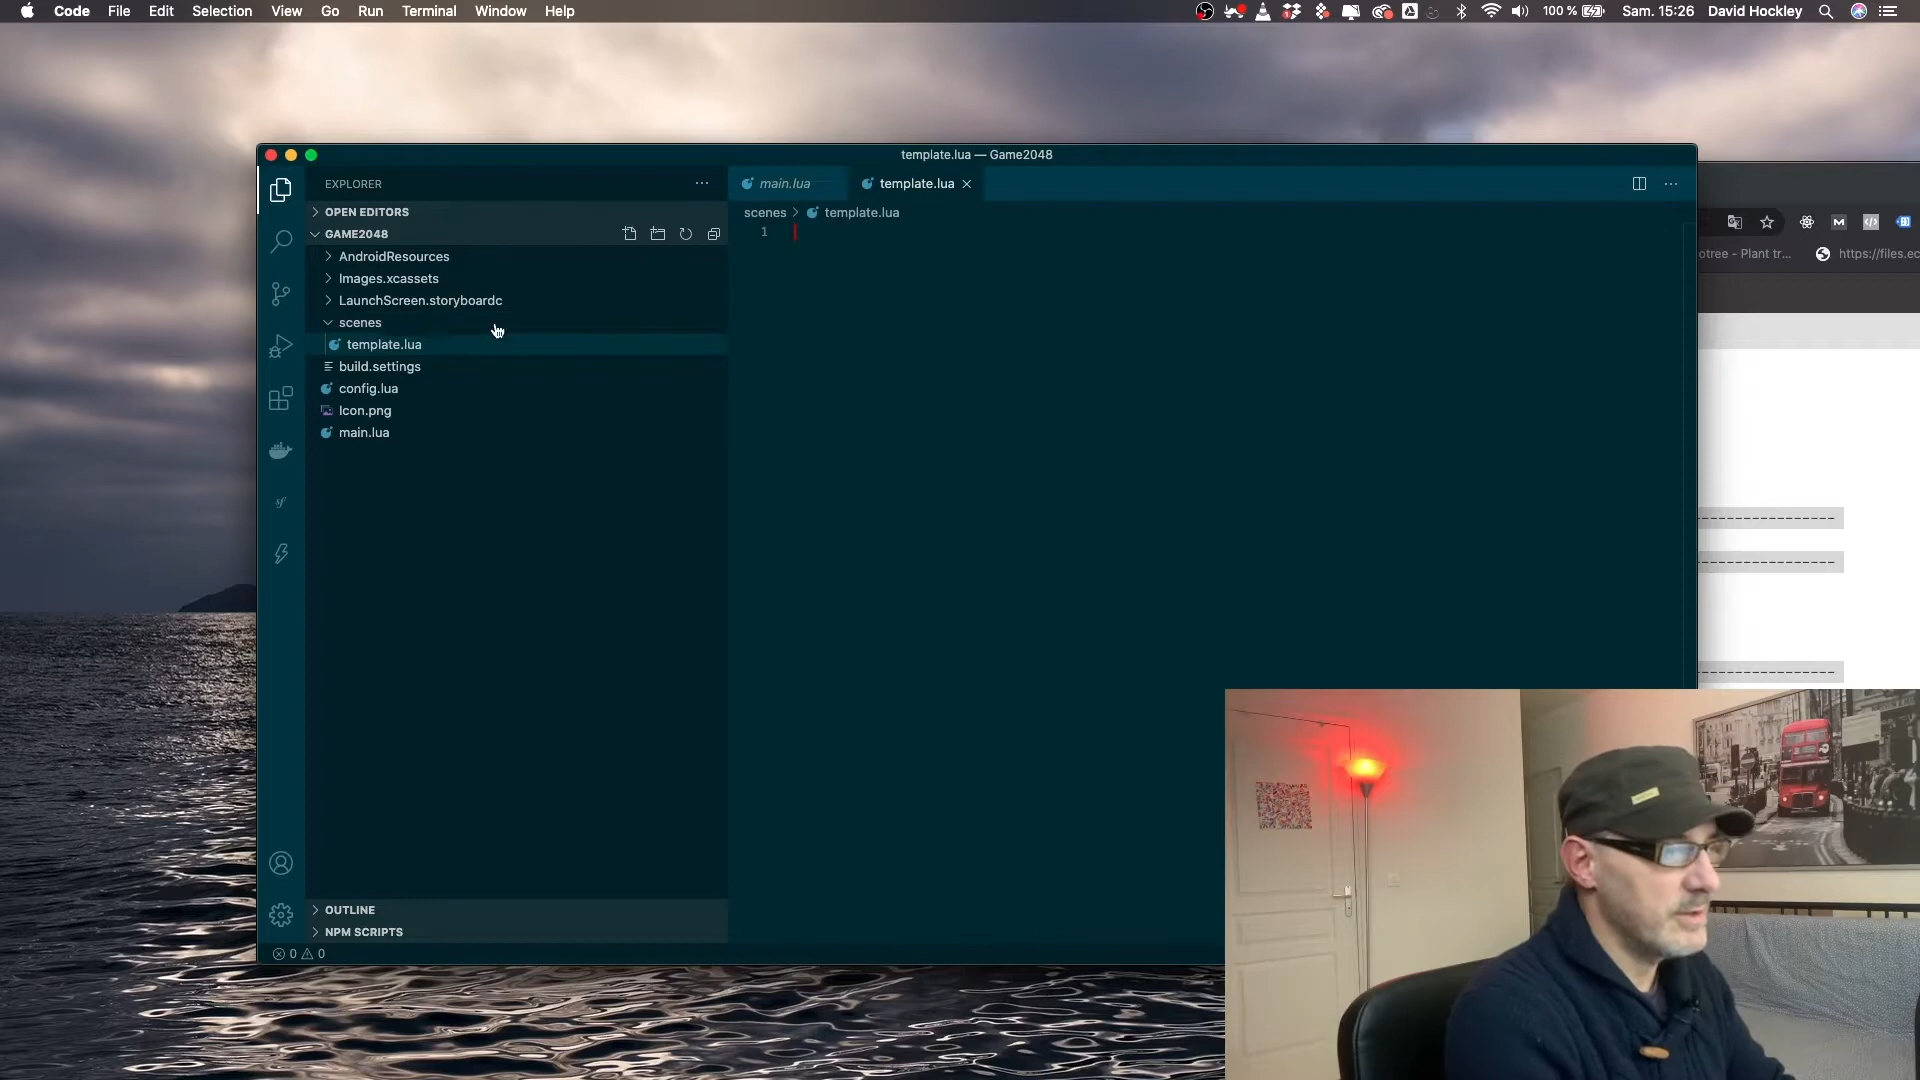 Code File Edit Selection View Go Run Terminal Window Help
100 % Sam. 15:26 David Hockley
template.lua — Game2048
EXPLORER
OPEN EDITORS
GAME2048
AndroidResources
Images.xcassets
LaunchScreen.storyboardc
scenes
template.lua
build.settings
config.lua
Icon.png
main.lua
OUTLINE
NPM SCRIPTS
0 0
main.lua template.lua
scenes > template.lua
1
otree - Plant tr... https://files.ec